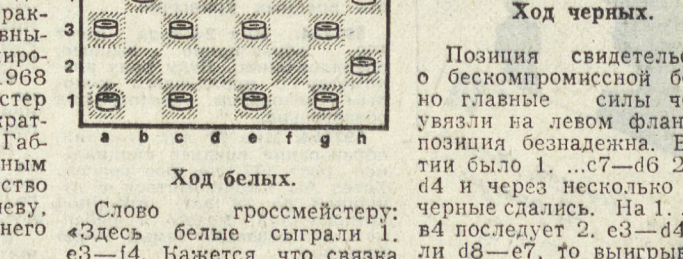 рак-
вны-
иро-
1968
стер
крат-
Габ-
ным
ство
леву,
него
3
2
1
a b c d e f g h
Ход белых.
Слово гроссмейстеру:
«Здесь белые сыграли 1.
e3—f4. Кажется, что связка
Ход черных.
Позиция свидетельс
о бескомпромиссной бо
но главные силы че
увязли на левом флан
позиция безнадежна. В
тии было 1. ...c7—d6 2
d4 и через несколько
черные сдались. На 1. .
в4 последует 2. e3—d4
ли d8—e7, то выигрыв